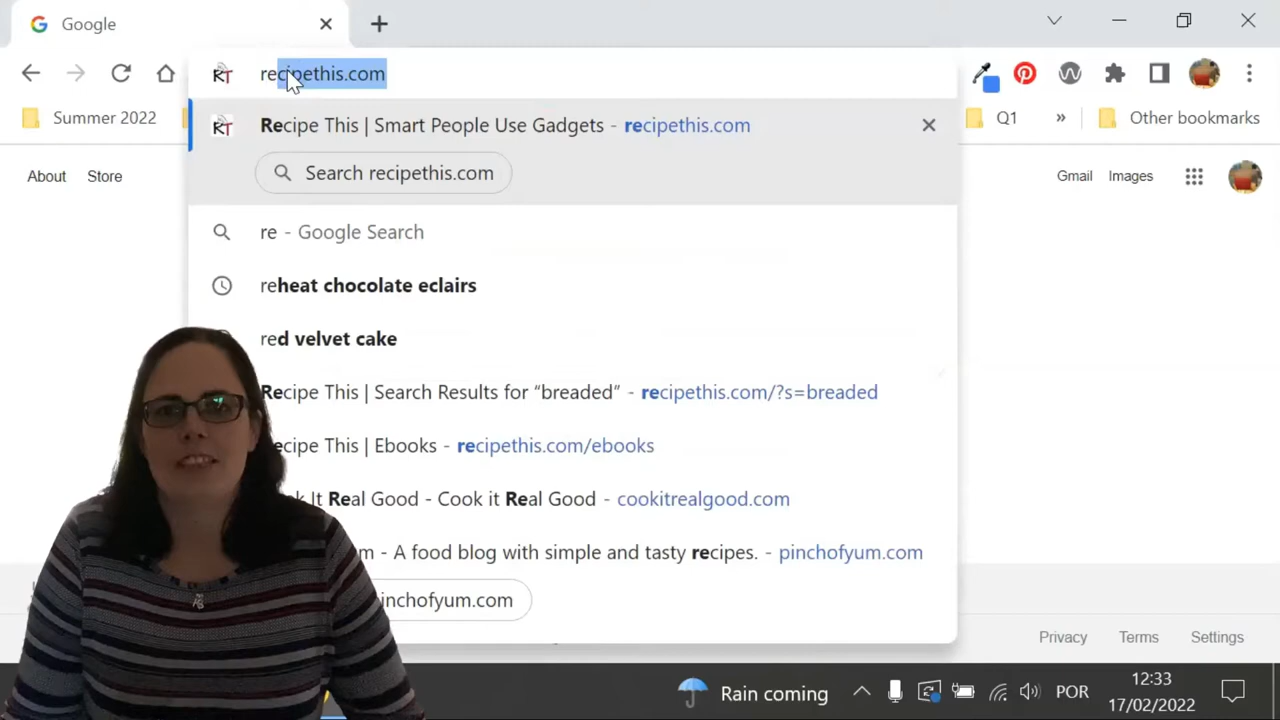 Google
recipethis.com
Summer 2022
Q1
»
Other bookmarks
Recipe This | Smart People Use Gadgets - recipethis.com
Search recipethis.com
About
Store
Gmail
Images
re - Google Search
reheat chocolate eclairs
red velvet cake
Recipe This | Search Results for “breaded” - recipethis.com/?s=breaded
ecipe This | Ebooks - recipethis.com/ebooks
k It Real Good - Cook it Real Good - cookitrealgood.com
m - A food blog with simple and tasty recipes. - pinchofyum.com
inchofyum.com
Privacy
Terms
Settings
Rain coming
POR
12:33
17/02/2022